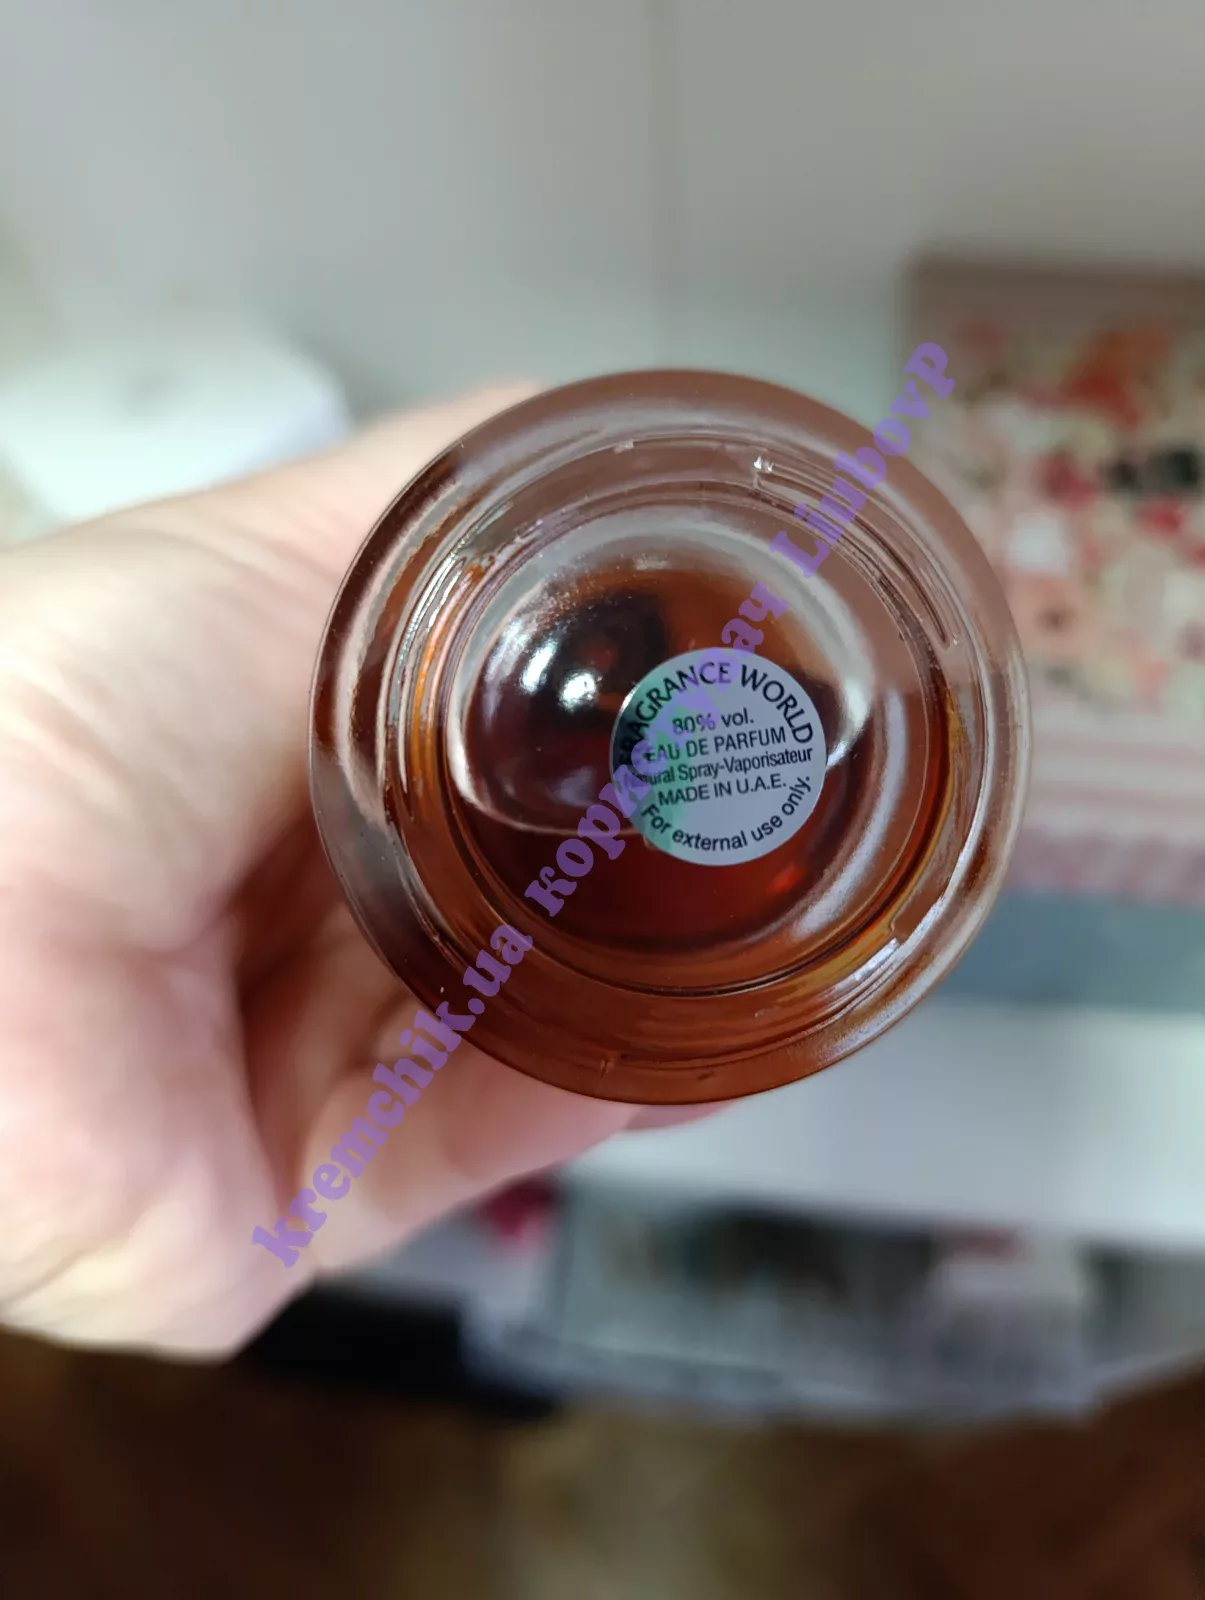 FRAGRANCE WORLD
80% vol.
EAU DE PARFUM
Natural Spray-Vaporisateur
MADE IN U.A.E.
For external use only.
kremchik.ua користувач LiubovP